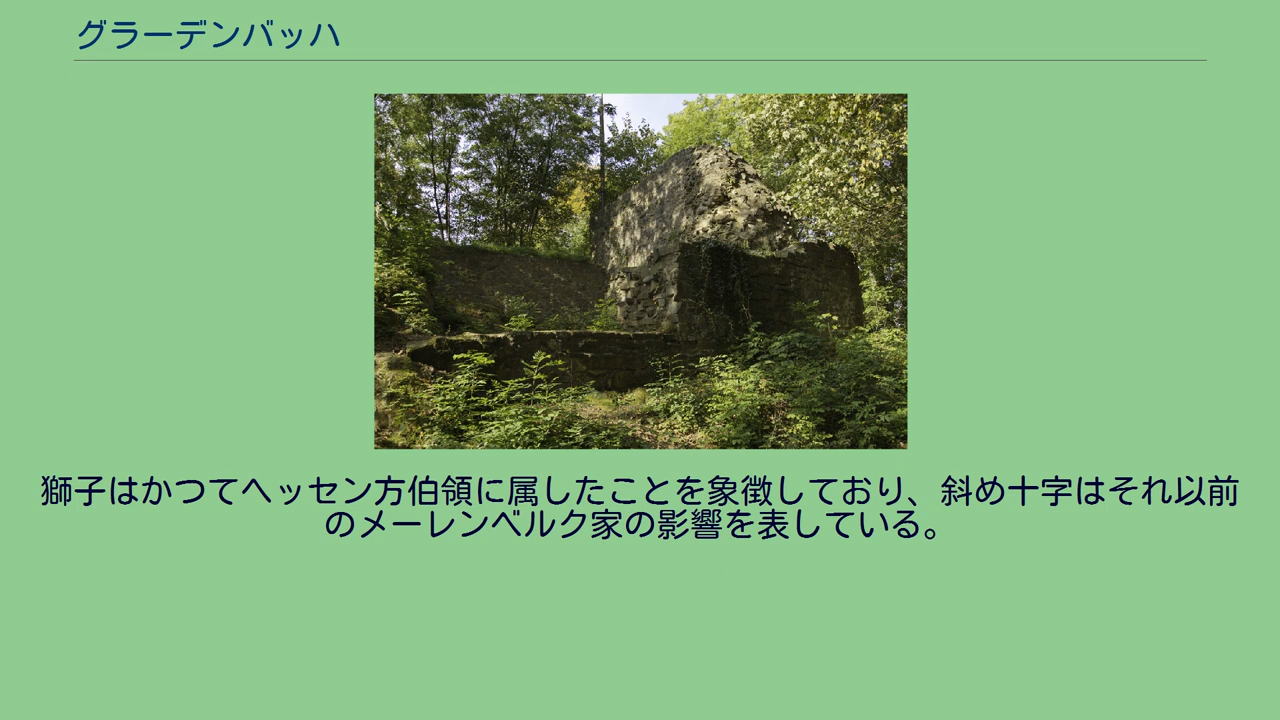 グラーデンバッハ
獅子はかつてヘッセン方伯領に属したことを象徴しており、斜め十字はそれ以前
のメーレンベルク家の影響を表している。